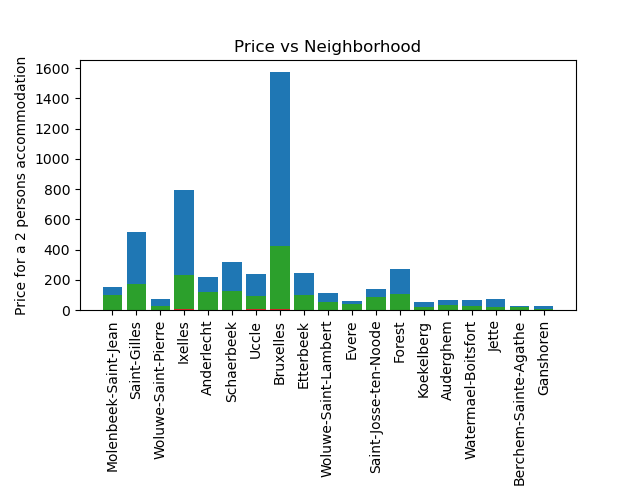 Price vs Neighborhood
Price for a 2 persons accommodation
1600
1400
1200
1000
800
600
400
200
0
Molenbeek-Saint-Jean
Saint-Gilles
Woluwe-Saint-Pierre
Ixelles
Anderlecht
Schaerbeek
Uccle
Bruxelles
Etterbeek
Woluwe-Saint-Lambert
Evere
Saint-Josse-ten-Noode
Forest
Koekelberg
Auderghem
Watermael-Boitsfort
Jette
Berchem-Sainte-Agathe
Ganshoren